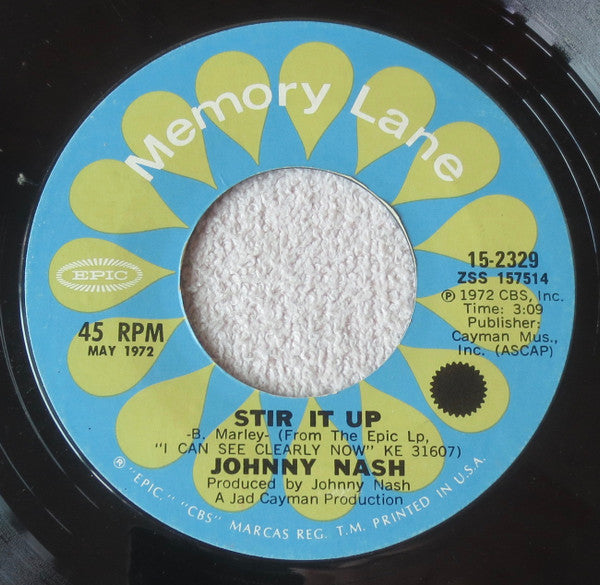 Memory Lane
EPIC
45 RPM
MAY 1972
15-2329
ZSS 157514
Ⓟ 1972 CBS, Inc.
Time: 3:09
Publisher:
Cayman Mus.,
Inc. (ASCAP)
STIR IT UP
-B. Marley- (From The Epic Lp,
"I CAN SEE CLEARLY NOW" KE 31607)
JOHNNY NASH
Produced by Johnny Nash
A Jad Cayman Production
® "EPIC," "CBS" MARCAS REG. T.M. PRINTED IN U.S.A.